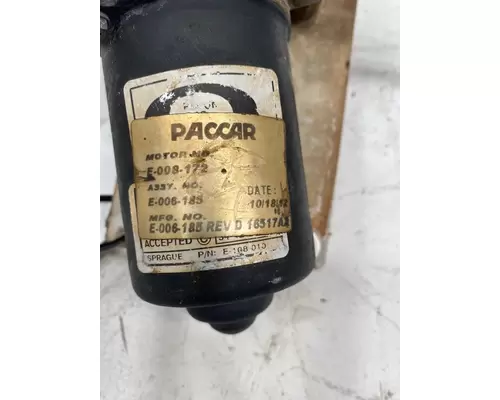 PACCAR
MOTOR NO.
E-008-172
ASSY. NO.
E-006-185
DATE:
10/18/12
MFG. NO.
E-006-185 REV D 16517AA
ACCEPTED
SPRAGUE P/N: